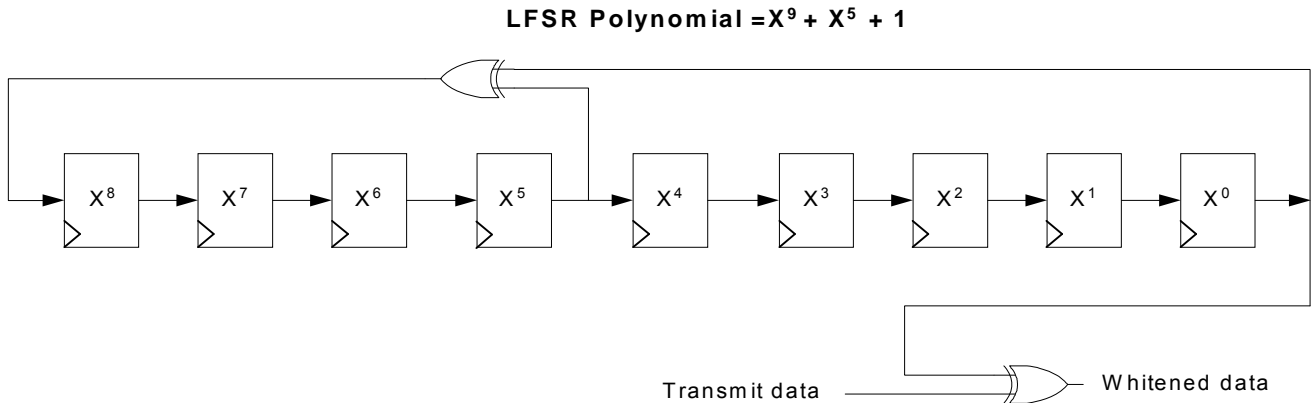 LFSR Polynomial =X⁹ + X⁵ + 1
X⁸ X⁷ X⁶ X⁵ X⁴ X³ X² X¹ X⁰
Transmit data
Whitened data